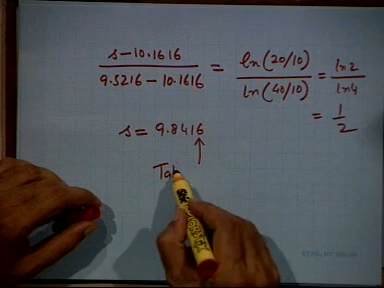 s-10.1616 / 9.5216-10.1616 = ln(20/10) / ln(40/10) = ln2 / ln4
= 1/2
s = 9.8416
↑
Tab